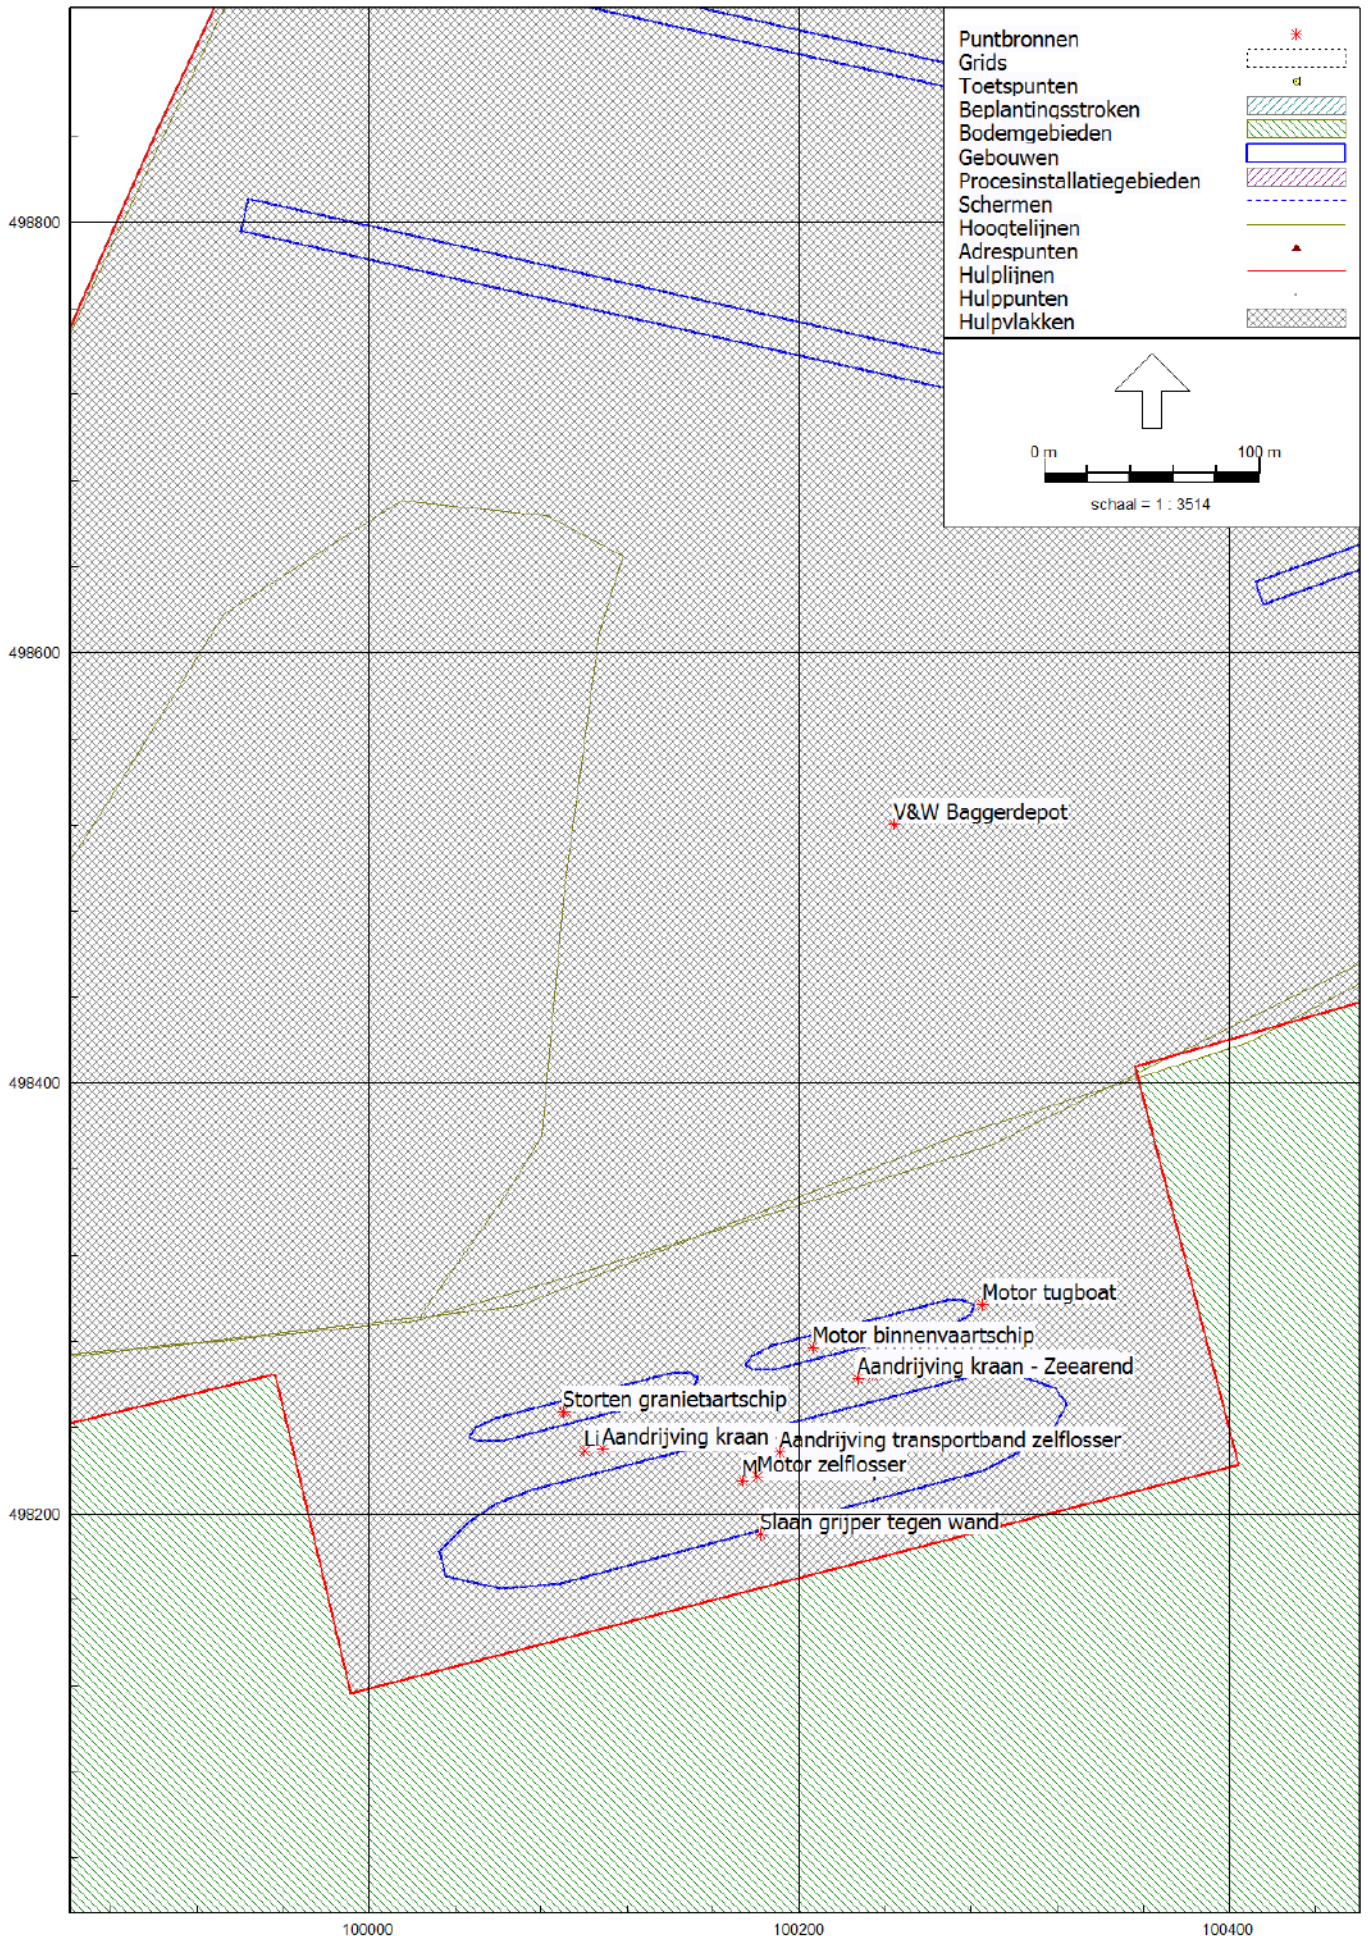 Puntbronnen
Grids
Toetspunten
Beplantingsstroken
Bodemgebieden
Gebouwen
Procesinstallatiegebieden
Schermen
Hoogtelijnen
Adrespunten
Hulplijnen
Hulppunten
Hulpvlakken
0 m 100 m
schaal = 1 : 3514
498800
498600
498400
498200
100000 100200 100400
V&W Baggerdepot
Motor tugboat
Motor binnenvaartschip
Aandrijving kraan - Zeearend
Storten granietaartschip
Li Aandrijving kraan
Aandrijving transportband zelflosser
M Motor zelflosser
Slaan grijper tegen wand